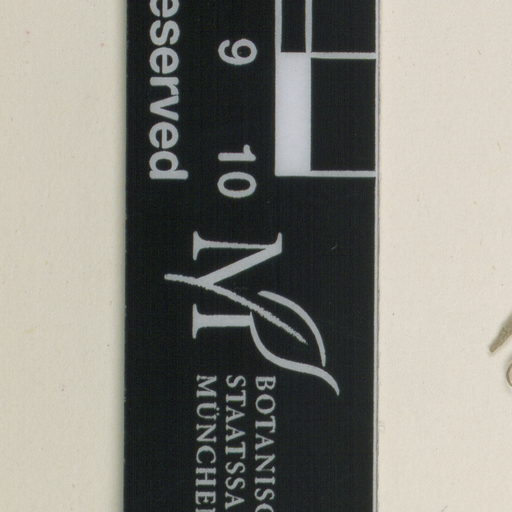 9 10
eserved
BOTANISC
STAATSSA
MÜNCHE